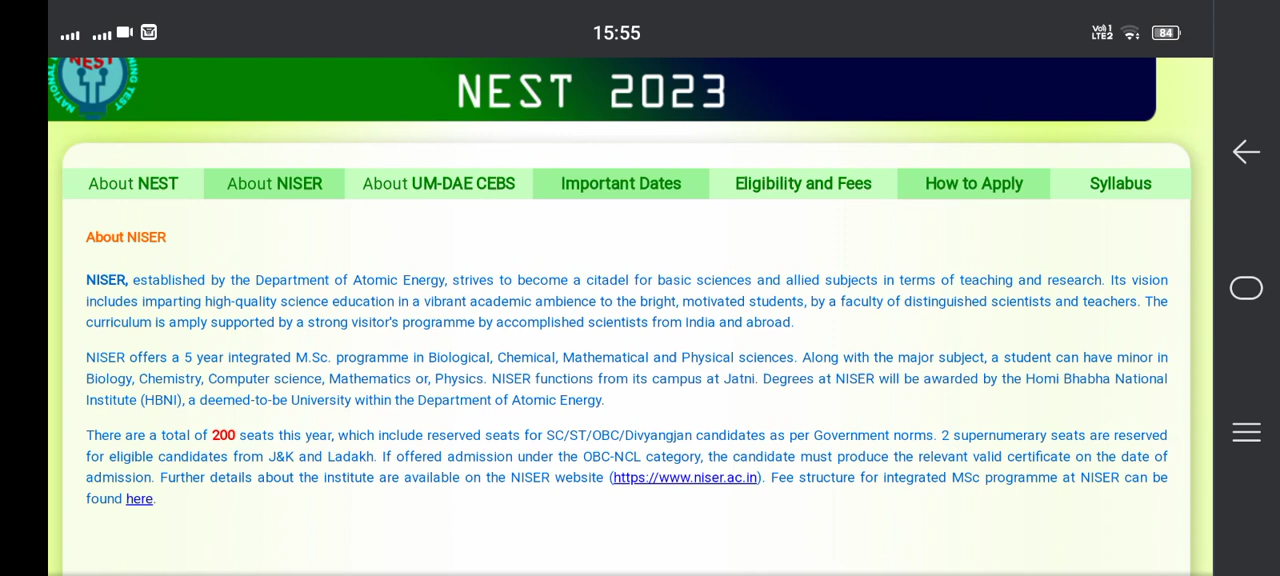 15:55
Vo) 1
LTE2
84
NEST
NEST 2023
About NEST About NISER About UM-DAE CEBS Important Dates Eligibility and Fees How to Apply Syllabus
About NISER
NISER, established by the Department of Atomic Energy, strives to become a citadel for basic sciences and allied subjects in terms of teaching and research. Its vision
includes imparting high-quality science education in a vibrant academic ambience to the bright, motivated students, by a faculty of distinguished scientists and teachers. The
curriculum is amply supported by a strong visitor's programme by accomplished scientists from India and abroad.
NISER offers a 5 year integrated M.Sc. programme in Biological, Chemical, Mathematical and Physical sciences. Along with the major subject, a student can have minor in
Biology, Chemistry, Computer science, Mathematics or, Physics. NISER functions from its campus at Jatni. Degrees at NISER will be awarded by the Homi Bhabha National
Institute (HBNI), a deemed-to-be University within the Department of Atomic Energy.
There are a total of 200 seats this year, which include reserved seats for SC/ST/OBC/Divyangjan candidates as per Government norms. 2 supernumerary seats are reserved
for eligible candidates from J&K and Ladakh. If offered admission under the OBC-NCL category, the candidate must produce the relevant valid certificate on the date of
admission. Further details about the institute are available on the NISER website (https://www.niser.ac.in). Fee structure for integrated MSc programme at NISER can be
found here.